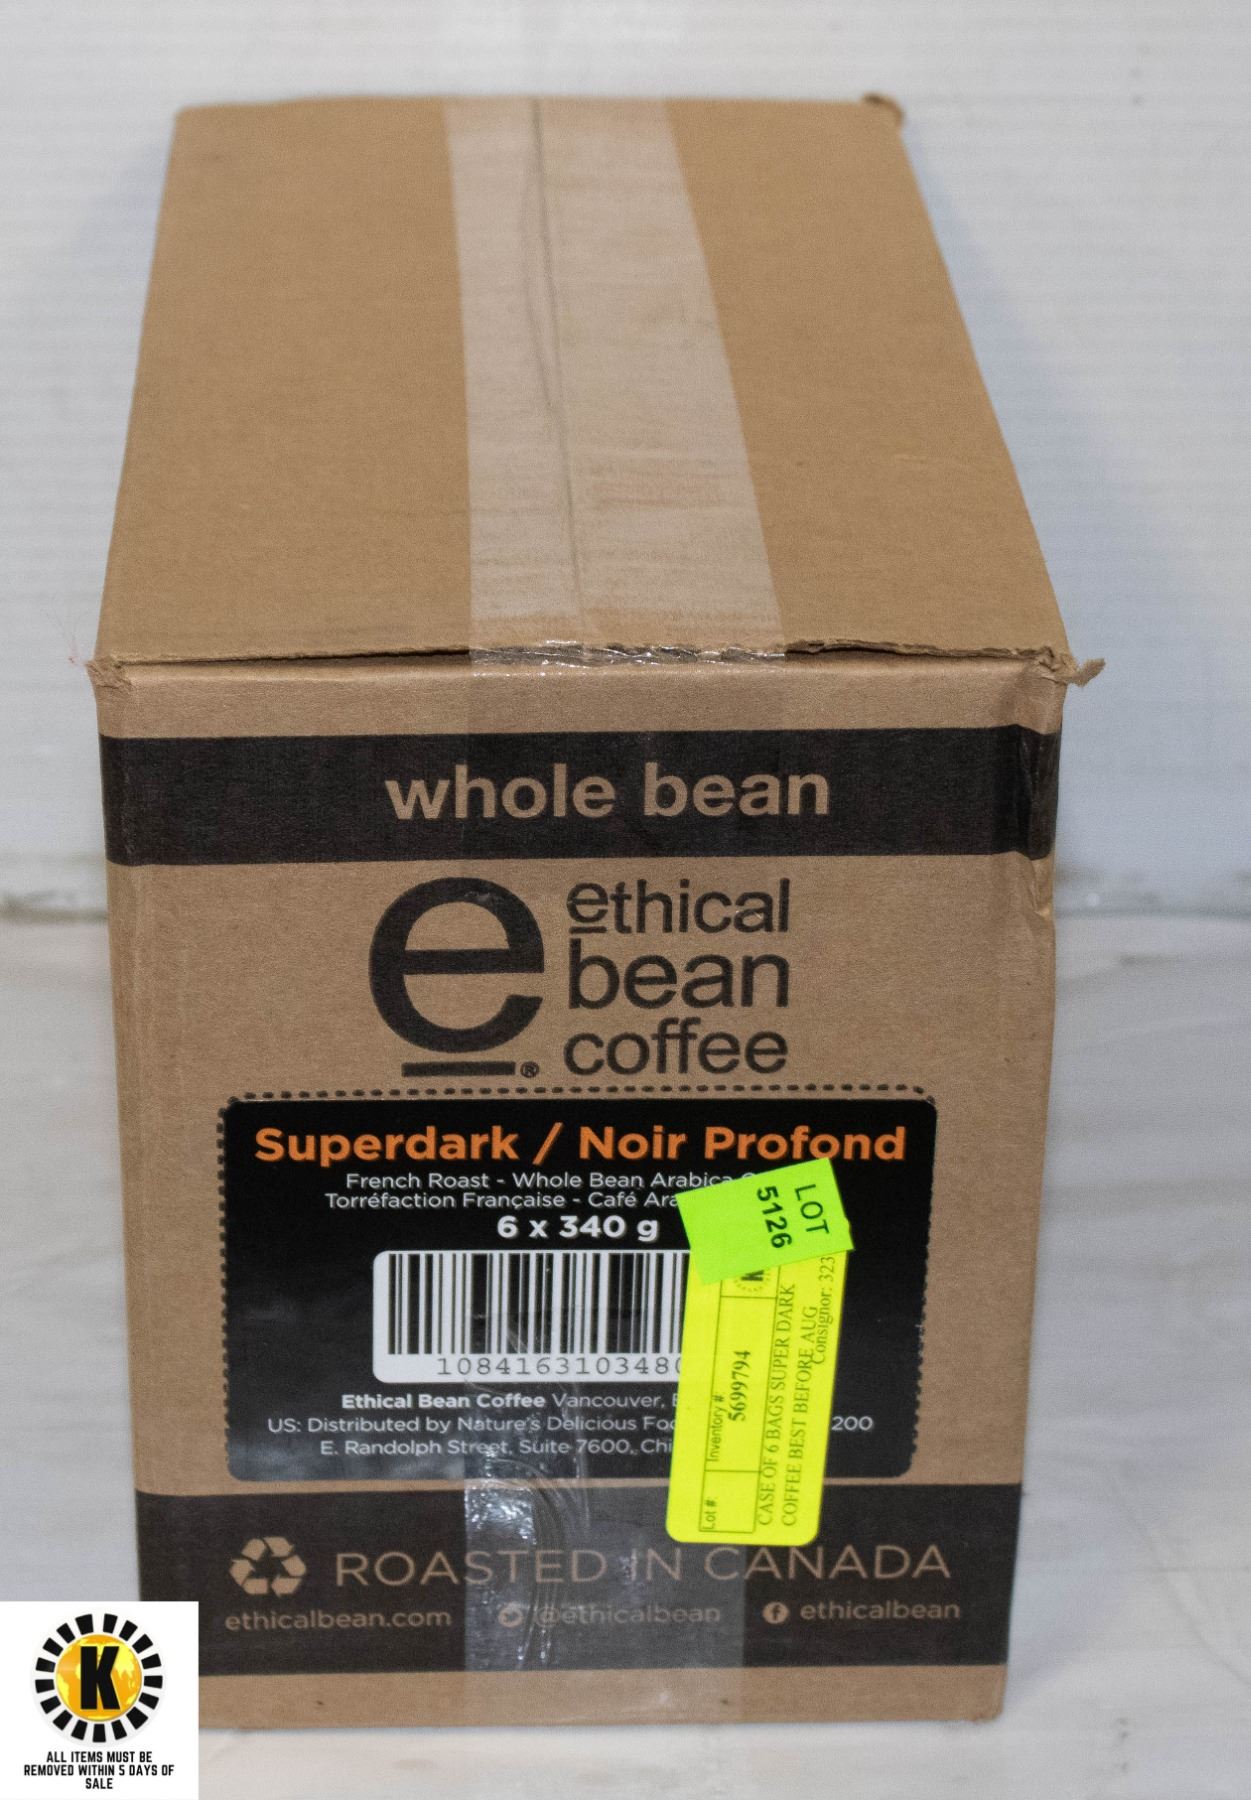 whole bean
e
®
ethical
bean
coffee
Superdark / Noir Profond
French Roast - Whole Bean Arabica
Torréfaction Française - Café
6 x 340 g
LOT
5126
K
Lot #:
Inventory #:
5699794
CASE OF 6 BAGS SUPER DARK
COFFEE BEST BEFORE AUG
Consignor: 323
1084163103480
Ethical Bean Coffee Vancouver,
US: Distributed by Nature's Delicious 200
E. Randolph Street, Suite 7600,
ROASTED IN CANADA
ethicalbean.com @ethicalbean ethicalbean
K
ALL ITEMS MUST BE
REMOVED WITHIN 5 DAYS OF
SALE